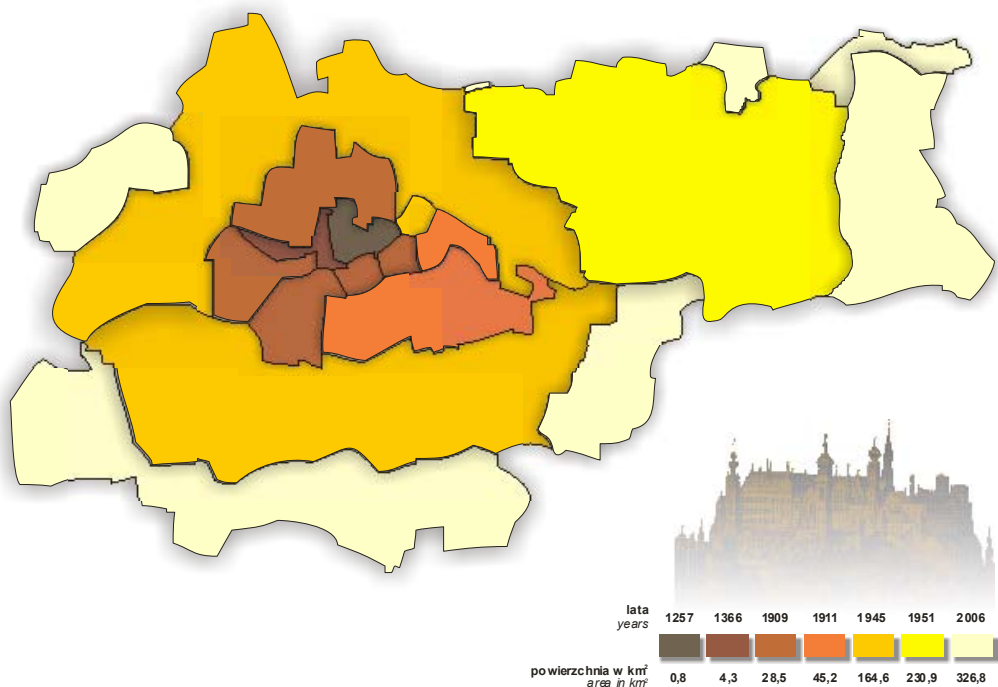 lata 1257 1366 1909 1911 1945 1951 2006
years
powierzchnia w km² 0,8 4,3 28,5 45,2 164,6 230,9 326,8
area in km²